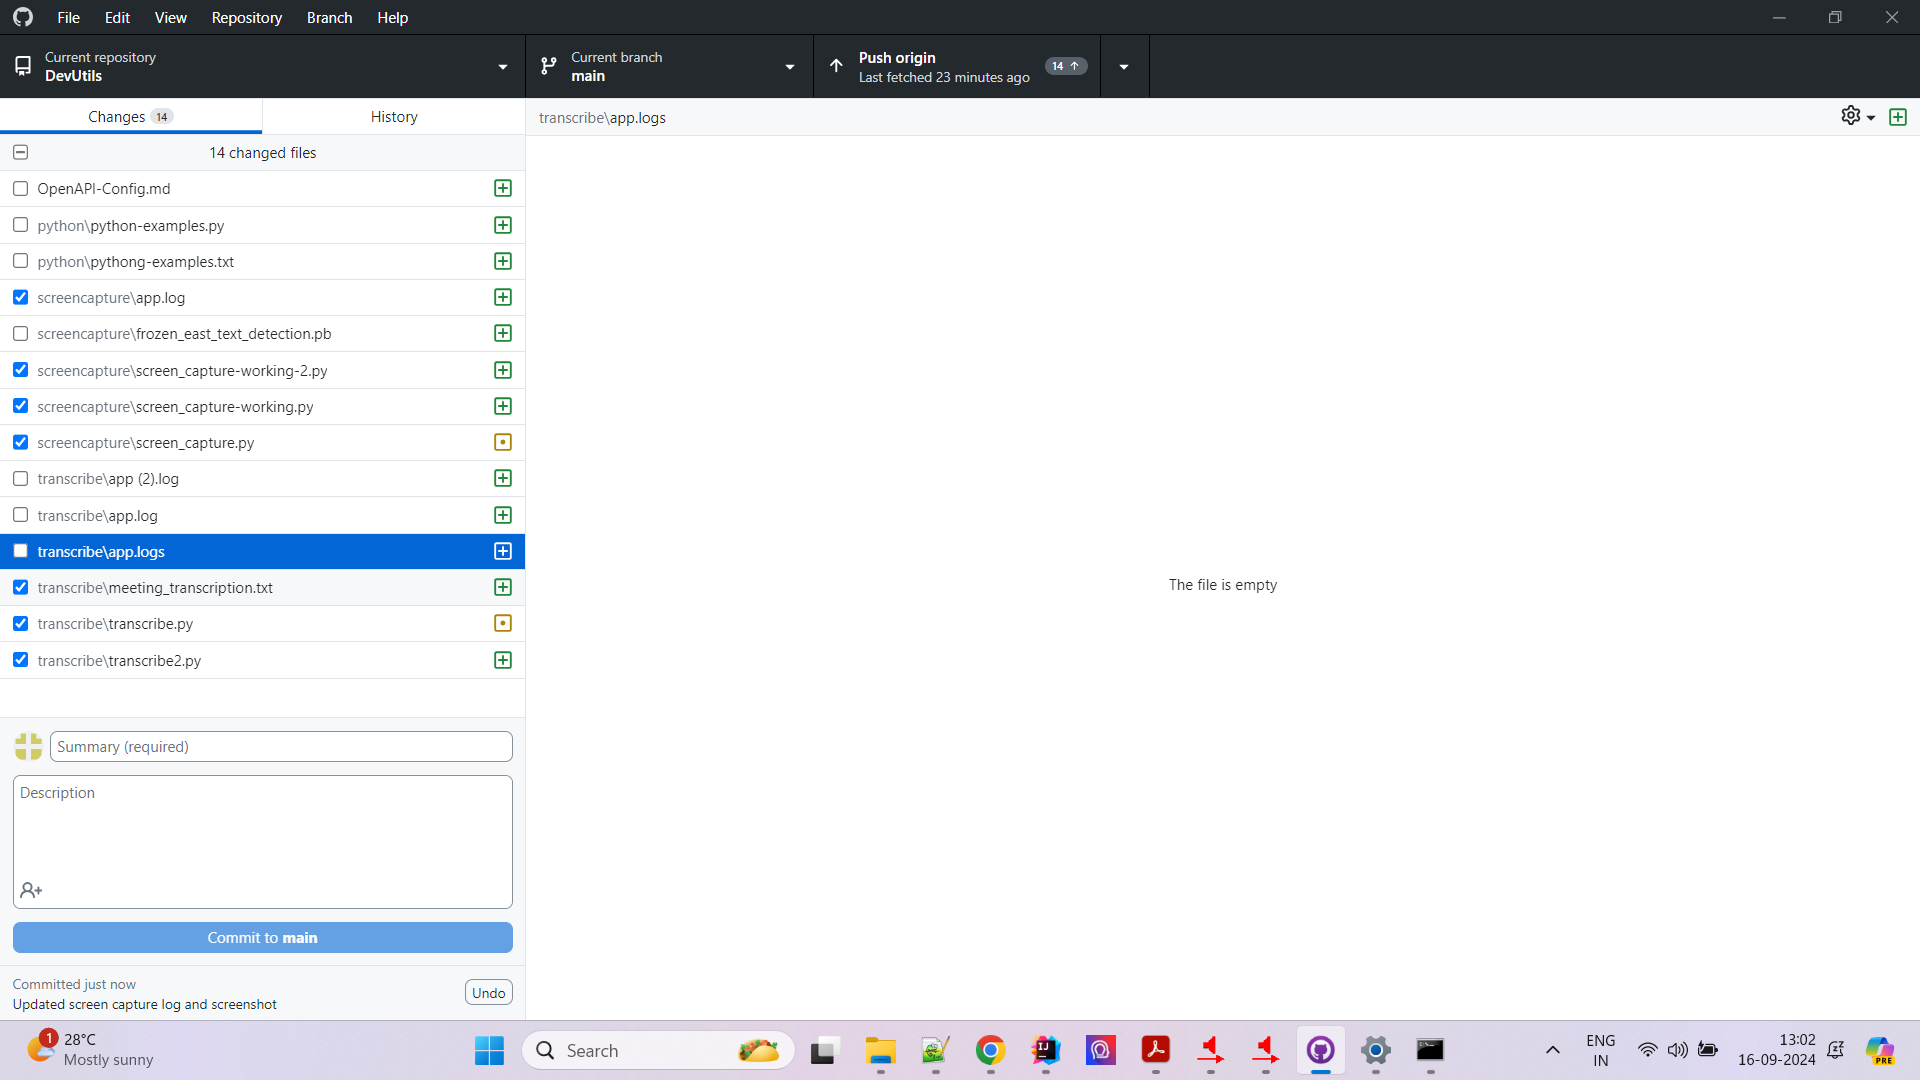 File Edit View Repository Branch Help
Current repository
DevUtils
Current branch
main
Push origin
Last fetched 23 minutes ago
14
Changes 14
History
14 changed files
OpenAPI-Config.md
python\python-examples.py
python\pythong-examples.txt
screencapture\app.log
screencapture\frozen_east_text_detection.pb
screencapture\screen_capture-working-2.py
screencapture\screen_capture-working.py
screencapture\screen_capture.py
transcribe\app (2).log
transcribe\app.log
transcribe\app.logs
transcribe\meeting_transcription.txt
transcribe\transcribe.py
transcribe\transcribe2.py
Summary (required)
Description
Commit to main
Committed just now
Updated screen capture log and screenshot
Undo
transcribe\app.logs
The file is empty
1
28°C
Mostly sunny
Search
IJ
ENG
IN
13:02
16-09-2024
PRE